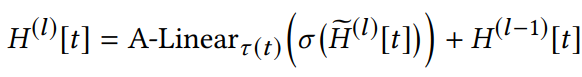 H^{(l)}[t] = A-Linear_{τ(t)}(σ(H̃^{(l)}[t])) + H^{(l-1)}[t]